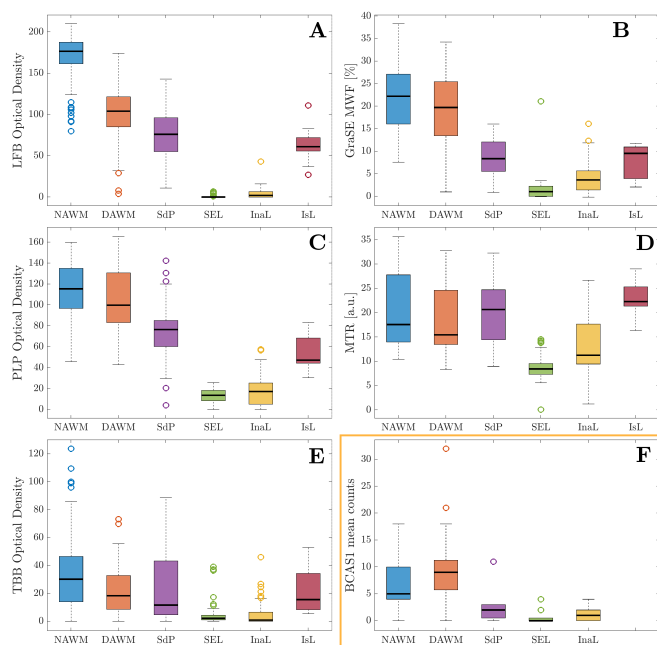 A
LFB Optical Density
200
150
100
50
0
NAWM DAWM SdP SEL InaL IsL
B
GraSE MWF [%]
40
35
30
25
20
15
10
5
0
NAWM DAWM SdP SEL InaL IsL
C
PLP Optical Density
160
140
120
100
80
60
40
20
0
NAWM DAWM SdP SEL InaL IsL
D
MTR [a.u.]
35
30
25
20
15
10
5
0
NAWM DAWM SdP SEL InaL IsL
E
TBB Optical Density
120
100
80
60
40
20
0
NAWM DAWM SdP SEL InaL IsL
F
BCAS1 mean counts
30
25
20
15
10
5
0
NAWM DAWM SdP SEL InaL